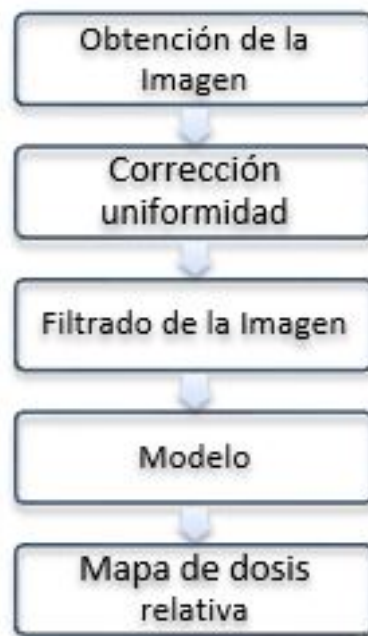 Obtención de la
Imagen
Corrección
uniformidad
Filtrado de la Imagen
Modelo
Mapa de dosis
relativa